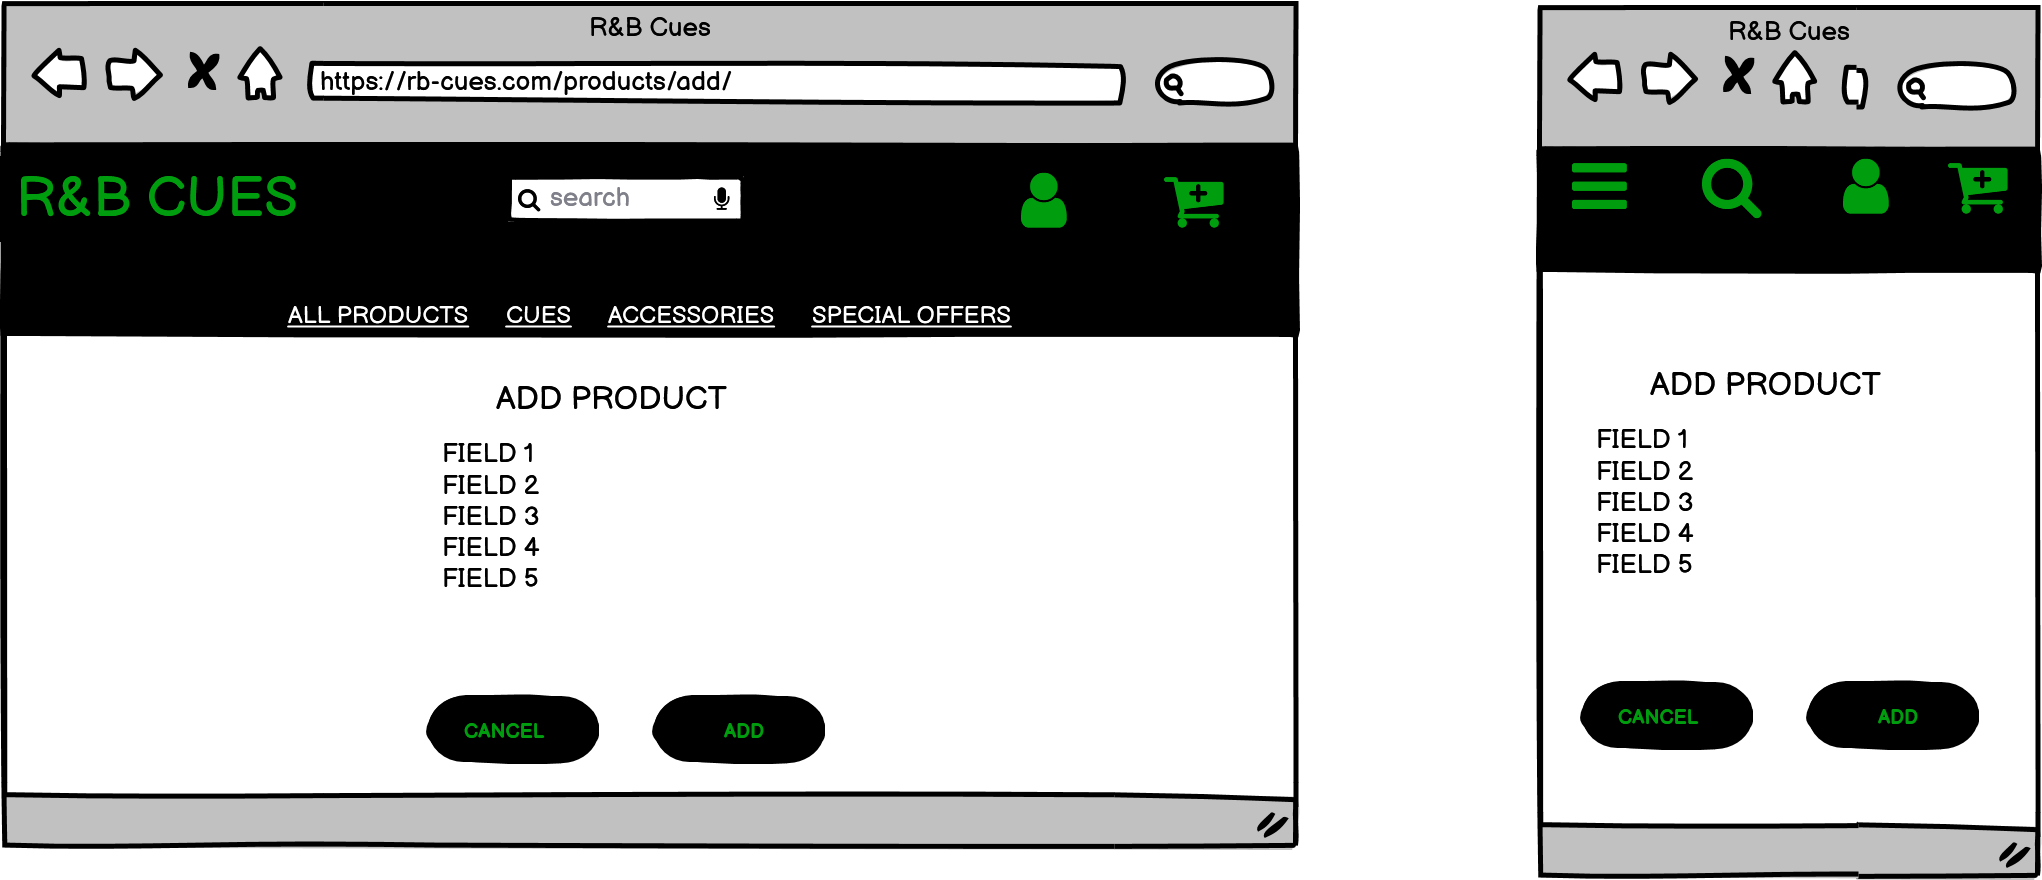 R&B Cues
https://rb-cues.com/products/add/
R&B CUES
search
ALL PRODUCTS CUES ACCESSORIES SPECIAL OFFERS
ADD PRODUCT
FIELD 1
FIELD 2
FIELD 3
FIELD 4
FIELD 5
CANCEL ADD
R&B Cues
ADD PRODUCT
FIELD 1
FIELD 2
FIELD 3
FIELD 4
FIELD 5
CANCEL ADD